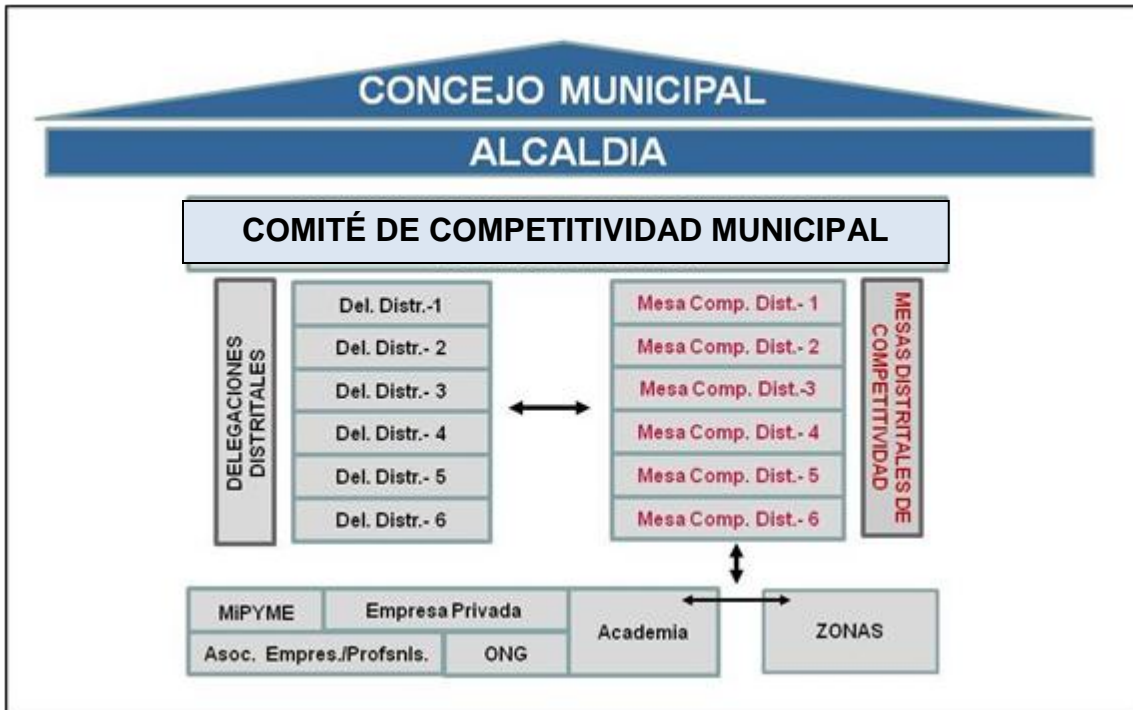 CONCEJO MUNICIPAL
ALCALDIA
COMITÉ DE COMPETITIVIDAD MUNICIPAL
DELEGACIONES
DISTRITALES
Del. Distr.-1
Del. Distr.- 2
Del. Distr.- 3
Del. Distr.- 4
Del. Distr.- 5
Del. Distr.- 6
Mesa Comp. Dist.- 1
Mesa Comp. Dist.- 2
Mesa Comp. Dist.-3
Mesa Comp. Dist.- 4
Mesa Comp. Dist.- 5
Mesa Comp. Dist.- 6
MESAS DISTRITALES DE
COMPETITIVIDAD
MiPYME
Empresa Privada
Asoc. Empres./Profsnls.
ONG
Academia
ZONAS